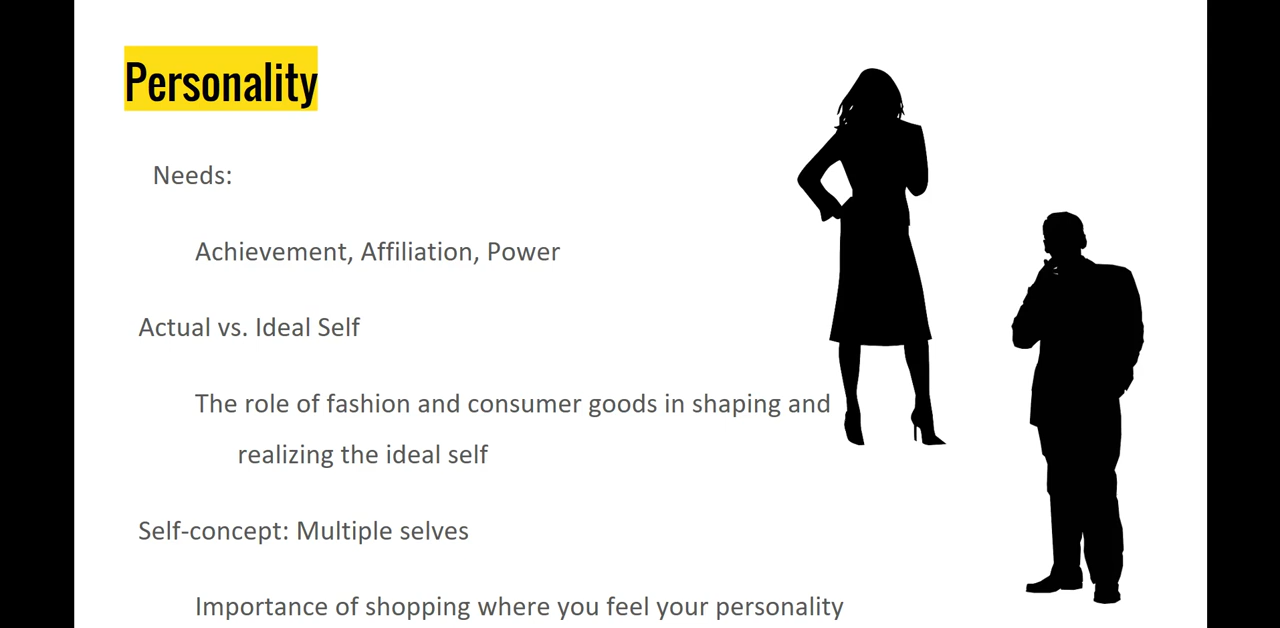 Personality
Needs:
Achievement, Affiliation, Power
Actual vs. Ideal Self
The role of fashion and consumer goods in shaping and
realizing the ideal self
Self-concept: Multiple selves
Importance of shopping where you feel your personality